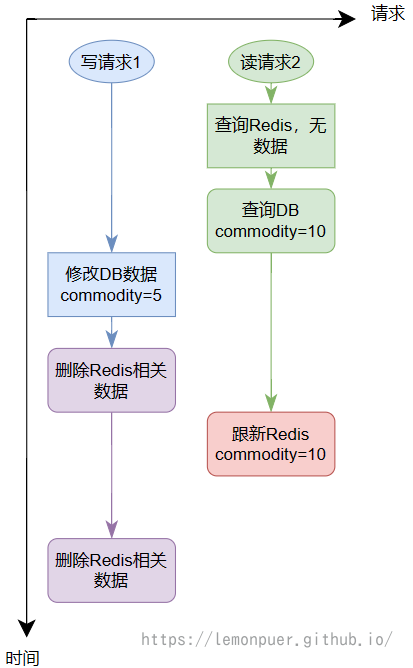 请求
写请求1
读请求2
查询Redis，无
数据
查询DB
commodity=10
修改DB数据
commodity=5
删除Redis相关
数据
跟新Redis
commodity=10
删除Redis相关
数据
https://lemonpuer.github.io/
时间